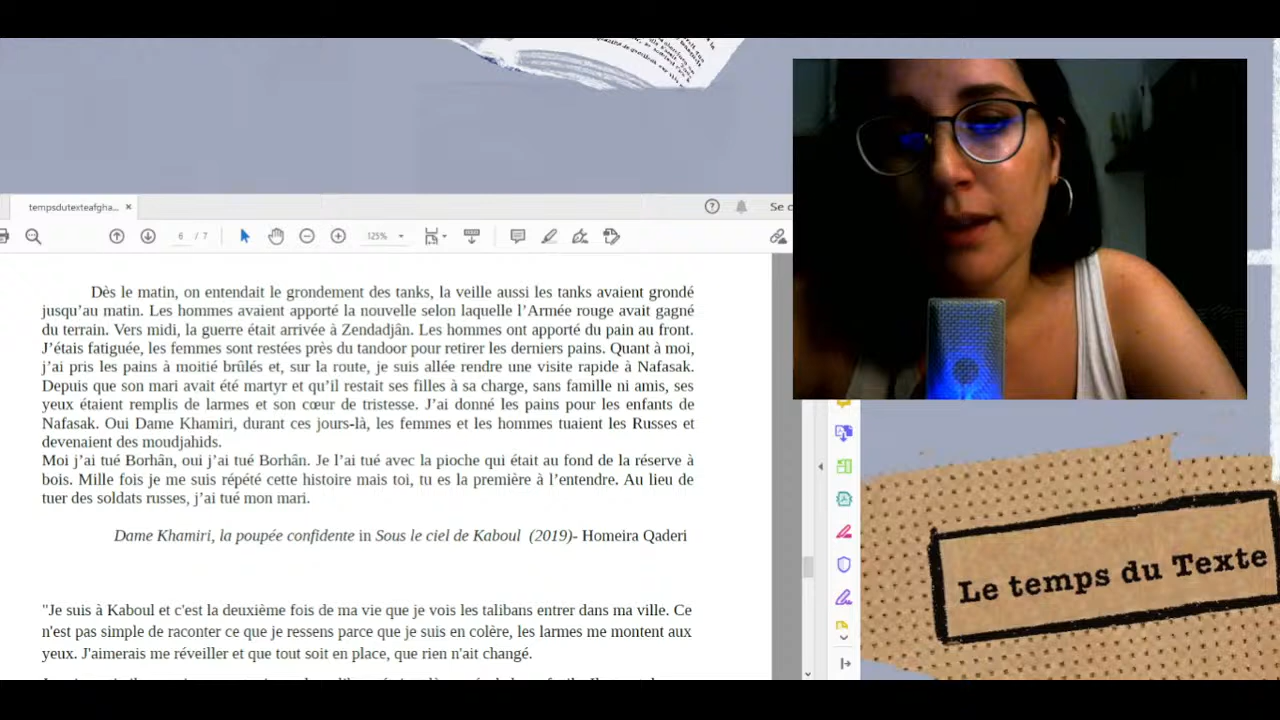 tempsdutexteafgha...
Se c
6 / 7
125%
Dès le matin, on entendait le grondement des tanks, la veille aussi les tanks avaient grondé
jusqu’au matin. Les hommes avaient apporté la nouvelle selon laquelle l’Armée rouge avait gagné
du terrain. Vers midi, la guerre était arrivée à Zendadjân. Les hommes ont apporté du pain au front.
J’étais fatiguée, les femmes sont restées près du tandoor pour retirer les derniers pains. Quant à moi,
j’ai pris les pains à moitié brûlés et, sur la route, je suis allée rendre une visite rapide à Nafasak.
Depuis que son mari avait été martyr et qu’il restait ses filles à sa charge, sans famille ni amis, ses
yeux étaient remplis de larmes et son cœur de tristesse. J’ai donné les pains pour les enfants de
Nafasak. Oui Dame Khamiri, durant ces jours-là, les femmes et les hommes tuaient les Russes et
devenaient des moudjahids.
Moi j’ai tué Borhân, oui j’ai tué Borhân. Je l’ai tué avec la pioche qui était au fond de la réserve à
bois. Mille fois je me suis répété cette histoire mais toi, tu es la première à l’entendre. Au lieu de
tuer des soldats russes, j’ai tué mon mari.
Dame Khamiri, la poupée confidente in Sous le ciel de Kaboul (2019)- Homeira Qaderi
"Je suis à Kaboul et c'est la deuxième fois de ma vie que je vois les talibans entrer dans ma ville. Ce
n'est pas simple de raconter ce que je ressens parce que je suis en colère, les larmes me montent aux
yeux. J'aimerais me réveiller et que tout soit en place, que rien n'ait changé.
Le temps du Texte